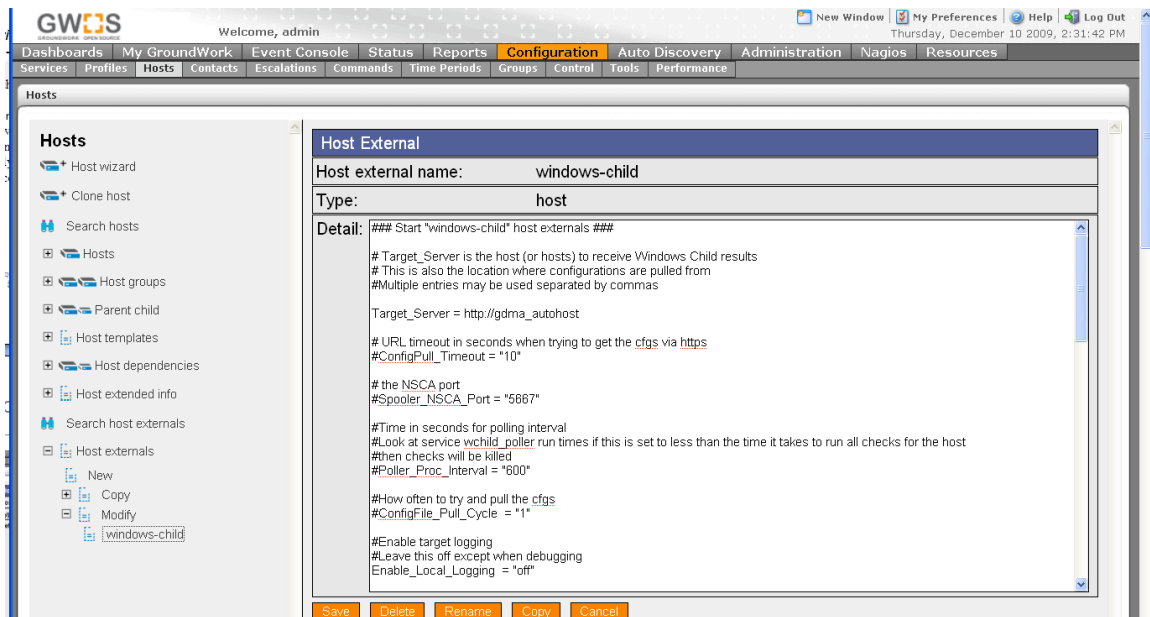 GWOS
GROUNDWORK OPEN SOURCE
Welcome, admin
New Window My Preferences Help Log Out
Thursday, December 10 2009, 2:31:42 PM
Dashboards My GroundWork Event Console Status Reports Configuration Auto Discovery Administration Nagios Resources
Services Profiles Hosts Contacts Escalations Commands Time Periods Groups Control Tools Performance
Hosts
Hosts
Host wizard
Clone host
Search hosts
Hosts
Host groups
Parent child
Host templates
Host dependencies
Host extended info
Search host externals
Host externals
New
Copy
Modify
windows-child
Host External
Host external name: windows-child
Type: host
Detail:
### Start "windows-child" host externals ###
# Target_Server is the host (or hosts) to receive Windows Child results
# This is also the location where configurations are pulled from
#Multiple entries may be used separated by commas
Target_Server = http://gdma_autohost
# URL timeout in seconds when trying to get the cfgs via https
#ConfigPull_Timeout = "10"
# the NSCA port
#Spooler_NSCA_Port = "5667"
#Time in seconds for polling interval
#Look at service wchild_poller run times if this is set to less than the time it takes to run all checks for the host
#then checks will be killed
#Poller_Proc_Interval = "600"
#How often to try and pull the cfgs
#ConfigFile_Pull_Cycle = "1"
#Enable target logging
#Leave this off except when debugging
Enable_Local_Logging = "off"
Save Delete Rename Copy Cancel